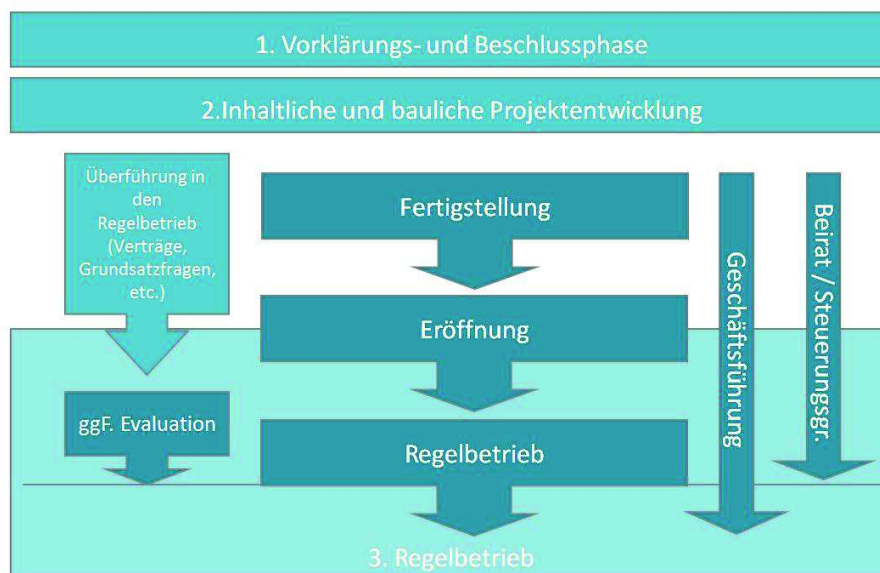 1. Vorklärungs- und Beschlussphase
2.Inhaltliche und bauliche Projektentwicklung
Überführung in
den
Regelbetrieb
(Verträge,
Grundsatzfragen,
etc.)
ggF. Evaluation
Fertigstellung
Eröffnung
Regelbetrieb
Geschäftsführung
Beirat / Steuerungsgr.
3. Regelbetrieb